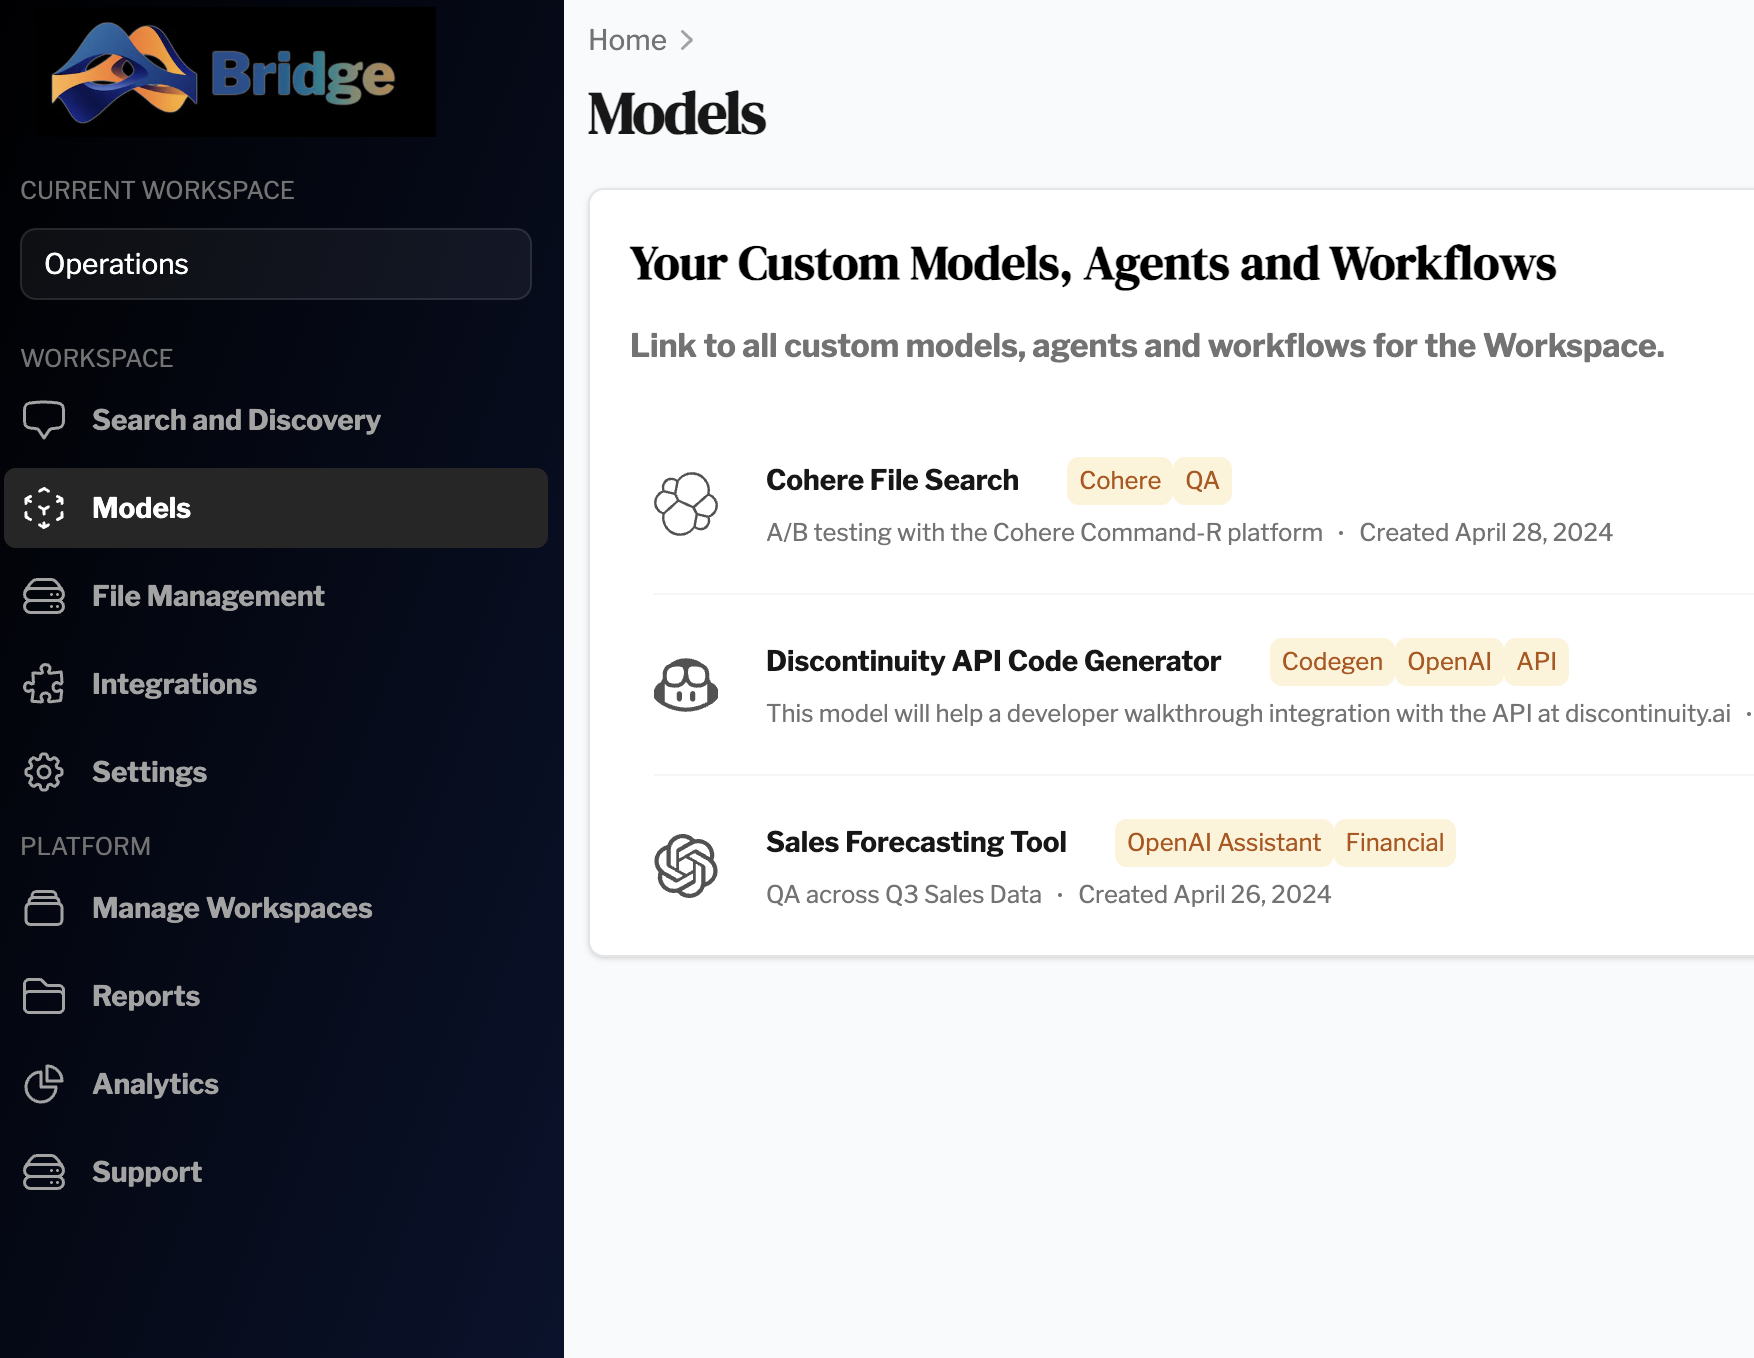 Bridge
CURRENT WORKSPACE
Operations
WORKSPACE
Search and Discovery
Models
File Management
Integrations
Settings
PLATFORM
Manage Workspaces
Reports
Analytics
Support
Home
Models
Your Custom Models, Agents and Workflows
Link to all custom models, agents and workflows for the Workspace.
Cohere File Search Cohere QA
A/B testing with the Cohere Command-R platform · Created April 28, 2024
Discontinuity API Code Generator Codegen OpenAI API
This model will help a developer walkthrough integration with the API at discontinuity.ai ·
Sales Forecasting Tool OpenAI Assistant Financial
QA across Q3 Sales Data · Created April 26, 2024